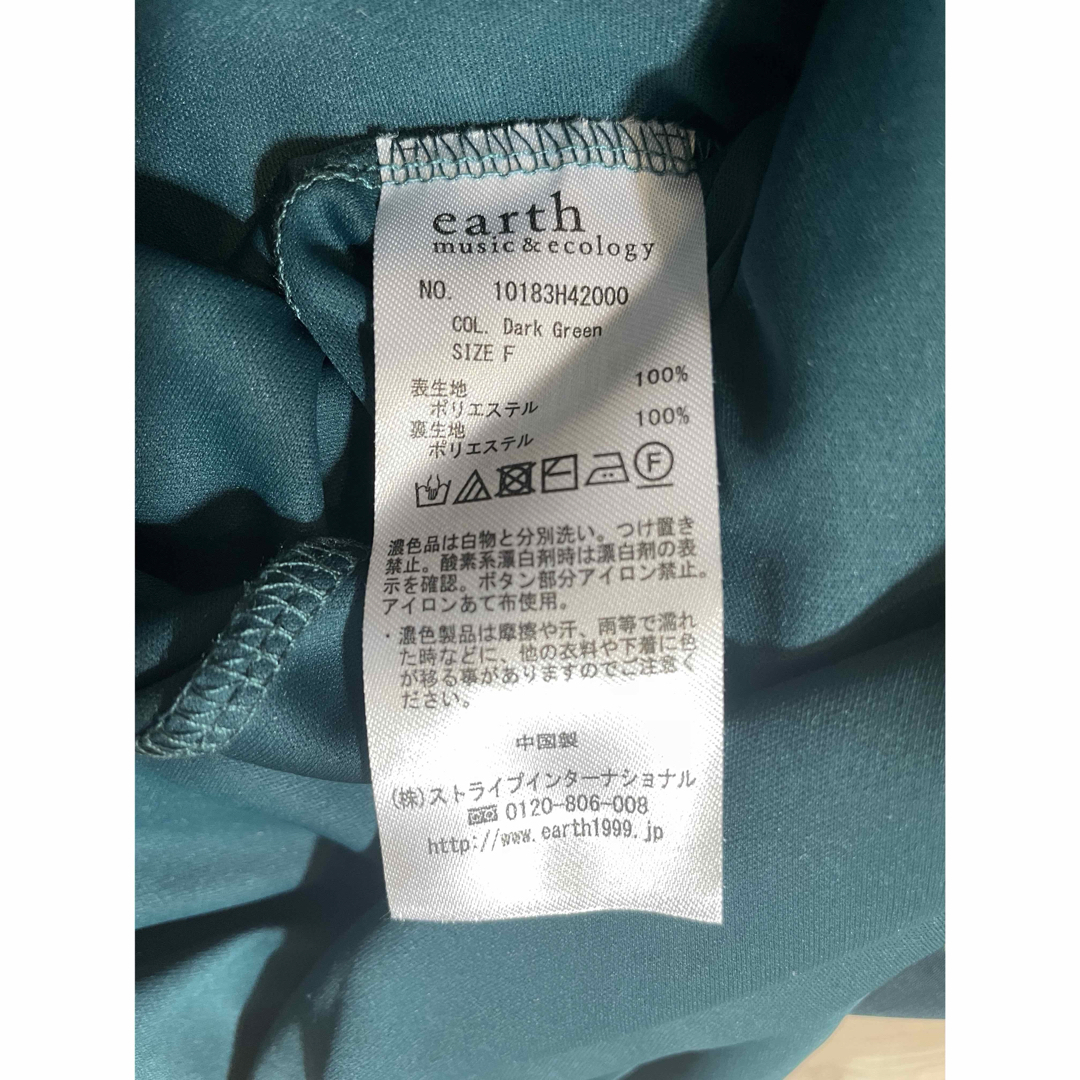 earth
music & ecology
NO. 10183H42000
COL. Dark Green
SIZE F
表生地
ポリエステル 100%
裏生地
ポリエステル 100%
F
濃色品は白物と分別洗い。つけ置き
禁止。酸素系漂白剤時は漂白剤の表
示を確認。ボタン部分アイロン禁止。
アイロンあて布使用。
・濃色製品は摩擦や汗、雨等で濡れ
た時などに、他の衣料や下着に色
が移る事がありますのでご注意く
ださい。
中国製
(株)ストライプインターナショナル
0120-806-008
http://www.earth1999.jp